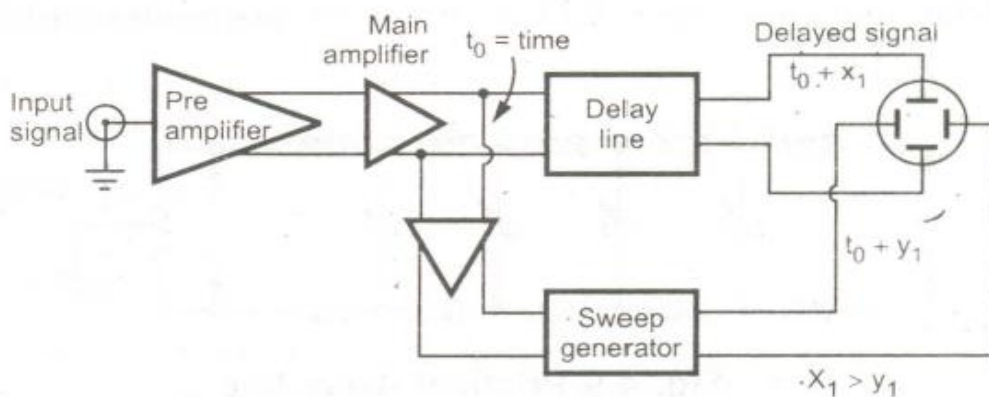 Main
amplifier
t₀ = time
Delayed signal
t₀ + x₁
Input
signal
Pre
amplifier
Delay
line
t₀ + y₁
Sweep
generator
X₁ > y₁